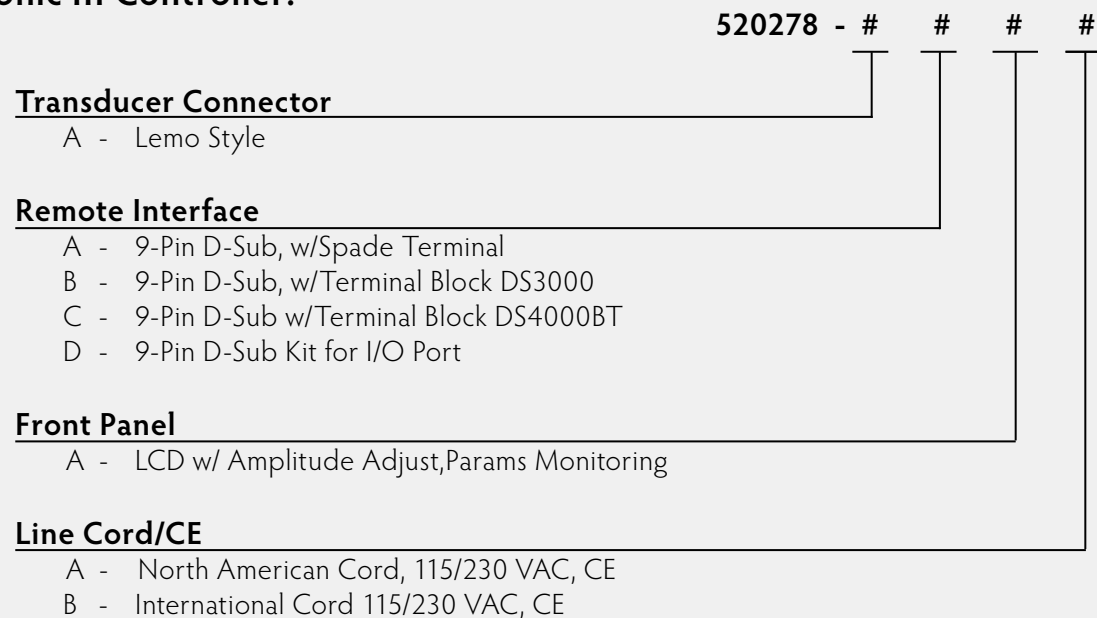 520278 - # # # #
Transducer Connector
A - Lemo Style
Remote Interface
A - 9-Pin D-Sub, w/Spade Terminal
B - 9-Pin D-Sub, w/Terminal Block DS3000
C - 9-Pin D-Sub w/Terminal Block DS4000BT
D - 9-Pin D-Sub Kit for I/O Port
Front Panel
A - LCD w/ Amplitude Adjust,Params Monitoring
Line Cord/CE
A - North American Cord, 115/230 VAC, CE
B - International Cord 115/230 VAC, CE